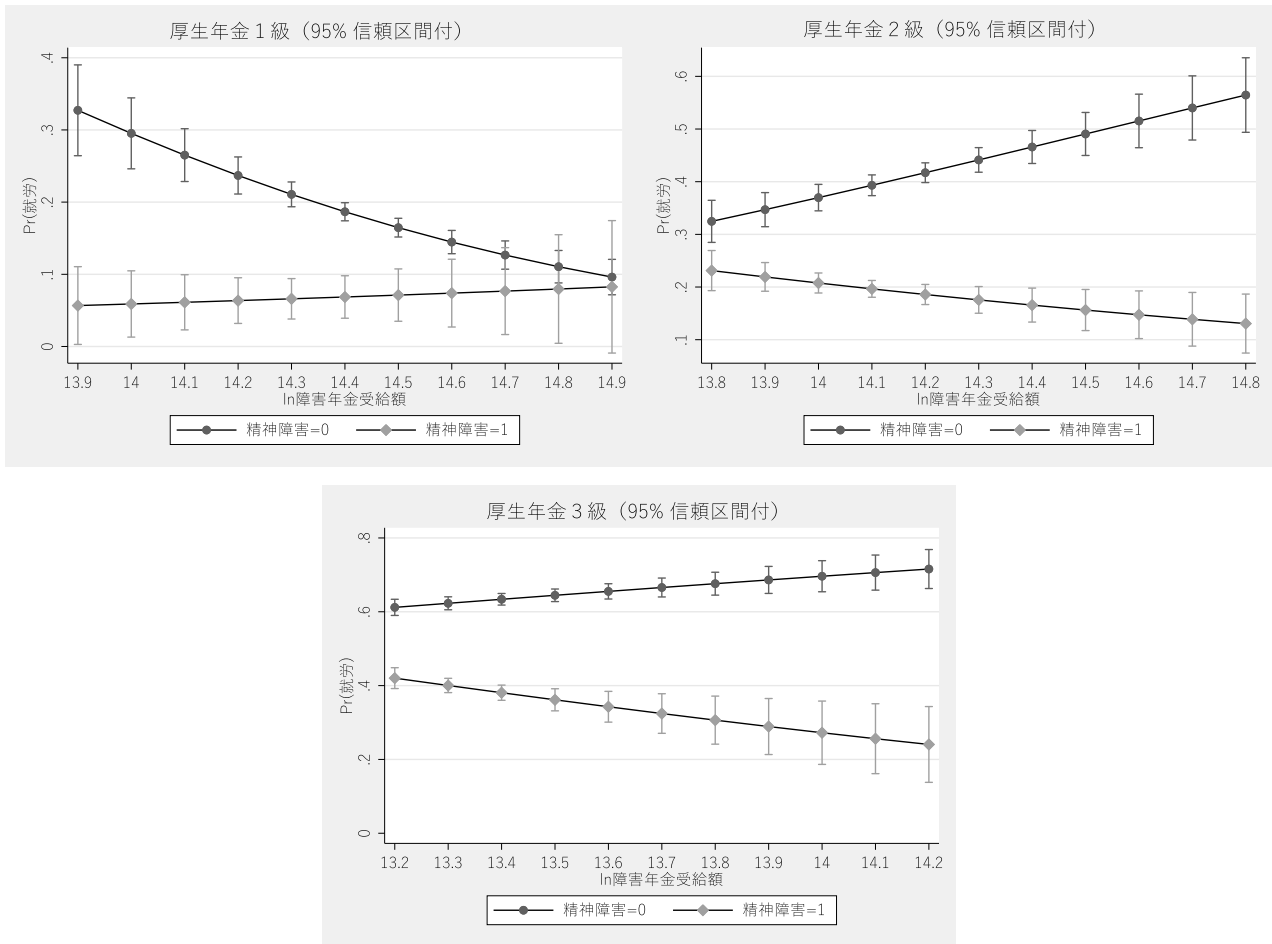 厚生年金１級（95% 信頼区間付）
Pr(就労)
.4
.3
.2
.1
0
13.9 14 14.1 14.2 14.3 14.4 14.5 14.6 14.7 14.8 14.9
ln障害年金受給額
精神障害=0 精神障害=1
厚生年金２級（95% 信頼区間付）
Pr(就労)
.6
.5
.4
.3
.2
.1
13.8 13.9 14 14.1 14.2 14.3 14.4 14.5 14.6 14.7 14.8
ln障害年金受給額
精神障害=0 精神障害=1
厚生年金３級（95% 信頼区間付）
Pr(就労)
.8
.6
.4
.2
0
13.2 13.3 13.4 13.5 13.6 13.7 13.8 13.9 14 14.1 14.2
ln障害年金受給額
精神障害=0 精神障害=1